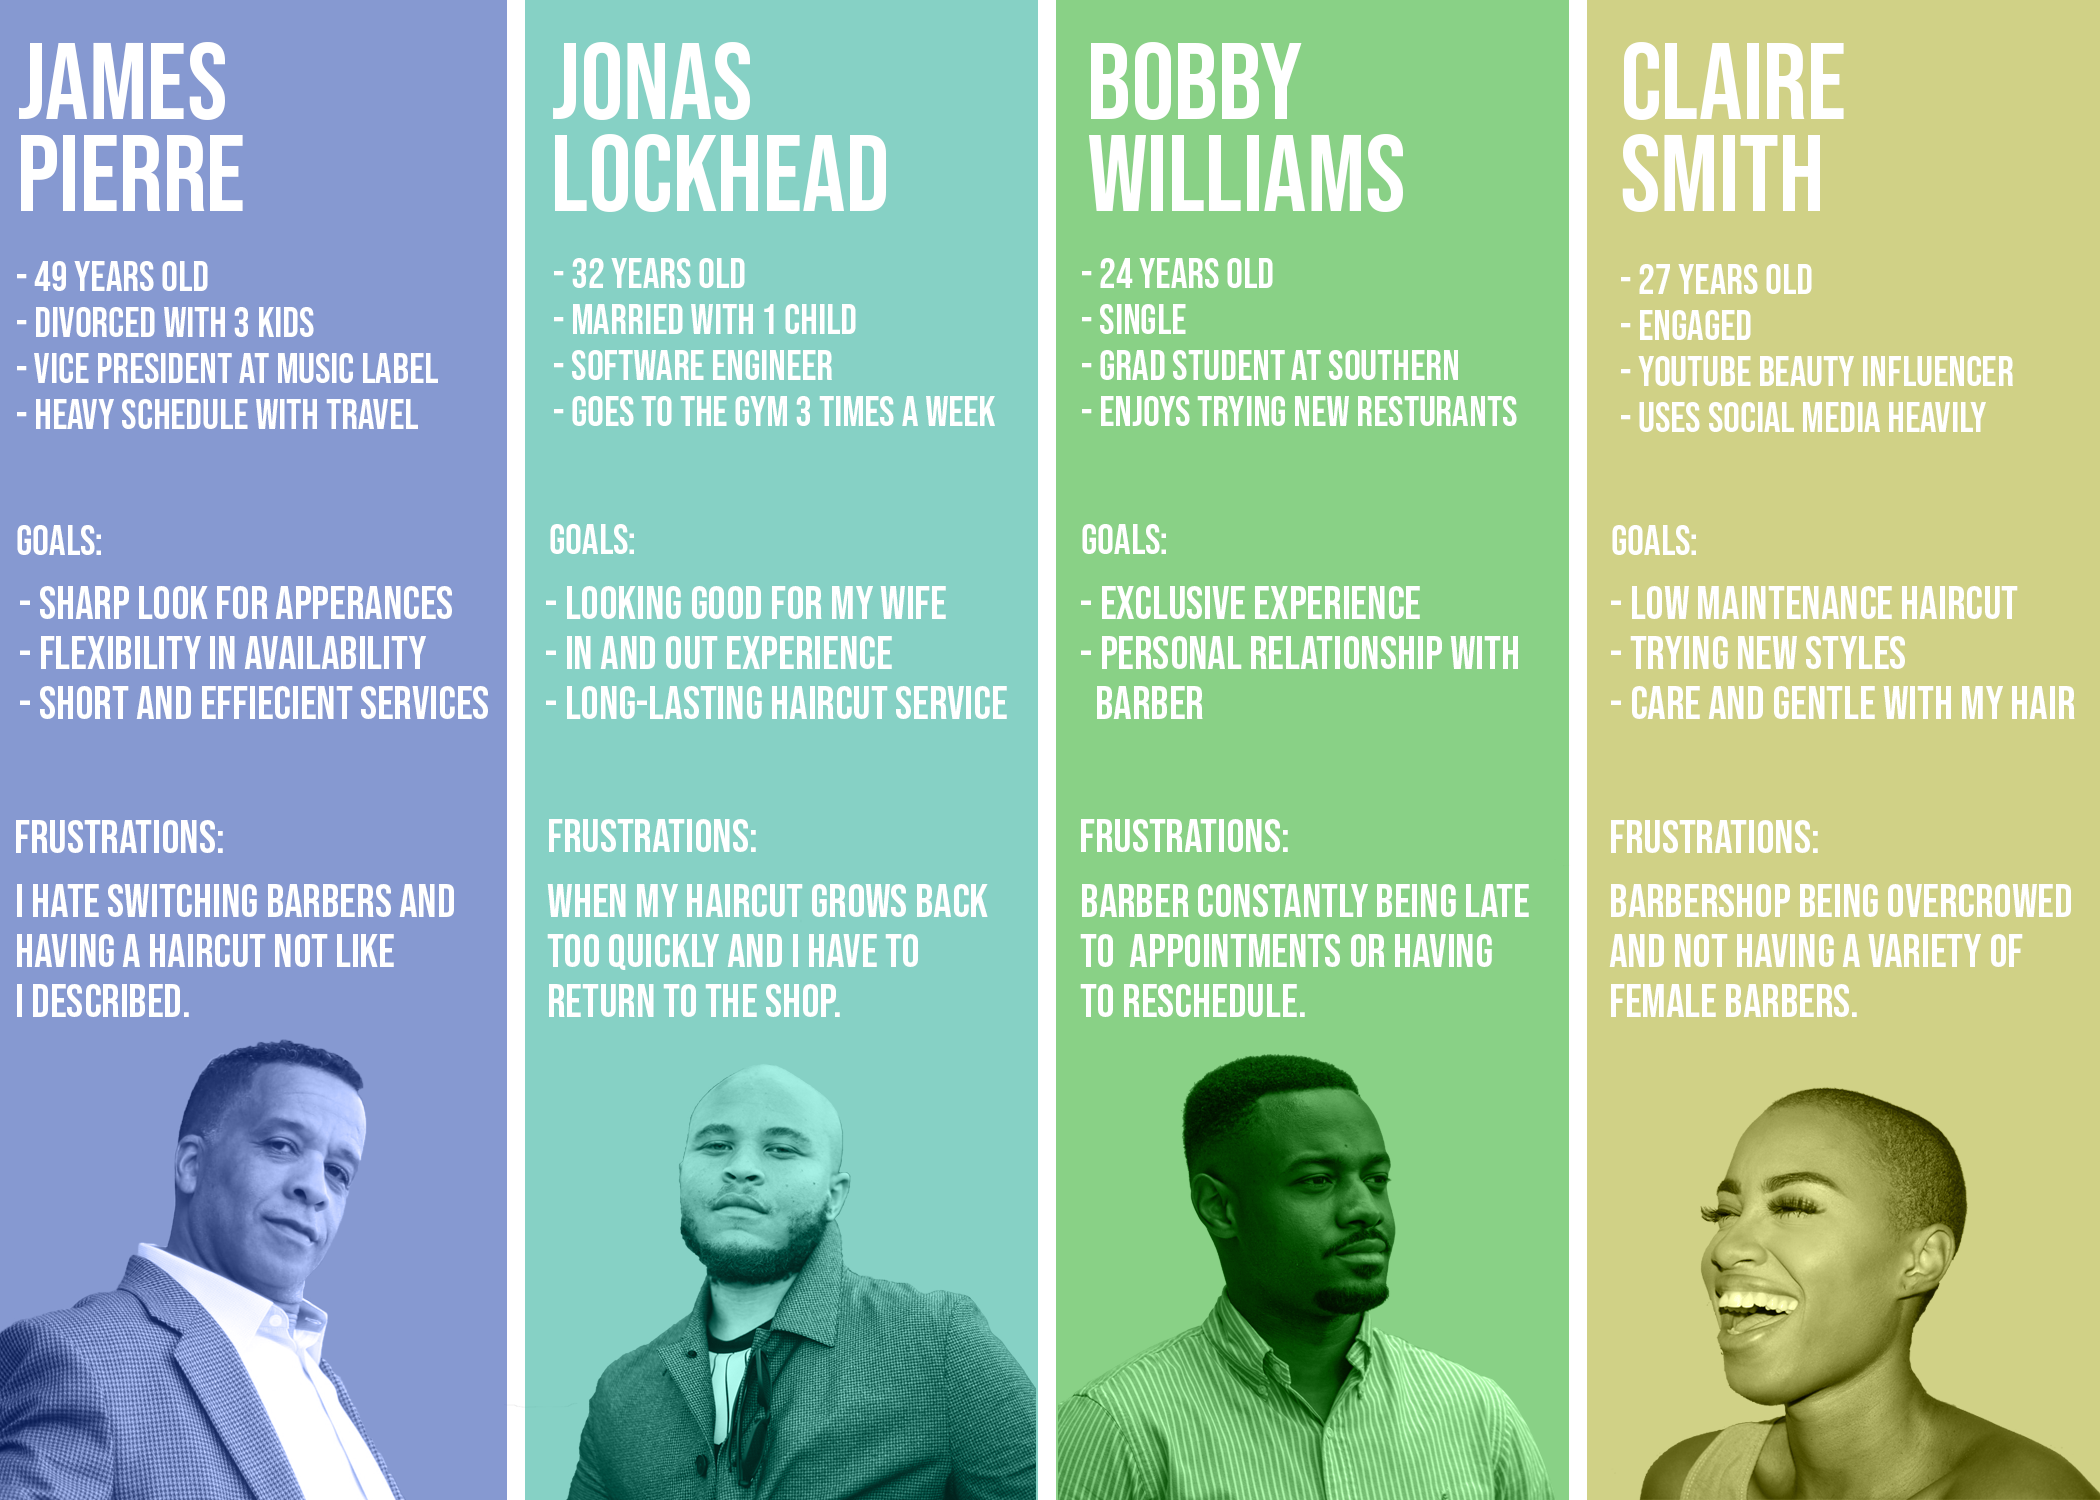 JAMES
PIERRE
- 49 YEARS OLD
- DIVORCED WITH 3 KIDS
- VICE PRESIDENT AT MUSIC LABEL
- HEAVY SCHEDULE WITH TRAVEL
GOALS:
- SHARP LOOK FOR APPERANCES
- FLEXIBILITY IN AVAILABILITY
- SHORT AND EFFIECIENT SERVICES
FRUSTRATIONS:
I HATE SWITCHING BARBERS AND
HAVING A HAIRCUT NOT LIKE
I DESCRIBED.
JONAS
LOCKHEAD
- 32 YEARS OLD
- MARRIED WITH 1 CHILD
- SOFTWARE ENGINEER
- GOES TO THE GYM 3 TIMES A WEEK
GOALS:
- LOOKING GOOD FOR MY WIFE
- IN AND OUT EXPERIENCE
- LONG-LASTING HAIRCUT SERVICE
FRUSTRATIONS:
WHEN MY HAIRCUT GROWS BACK
TOO QUICKLY AND I HAVE TO
RETURN TO THE SHOP.
BOBBY
WILLIAMS
- 24 YEARS OLD
- SINGLE
- GRAD STUDENT AT SOUTHERN
- ENJOYS TRYING NEW RESTURANTS
GOALS:
- EXCLUSIVE EXPERIENCE
- PERSONAL RELATIONSHIP WITH
BARBER
FRUSTRATIONS:
BARBER CONSTANTLY BEING LATE
TO APPOINTMENTS OR HAVING
TO RESCHEDULE.
CLAIRE
SMITH
- 27 YEARS OLD
- ENGAGED
- YOUTUBE BEAUTY INFLUENCER
- USES SOCIAL MEDIA HEAVILY
GOALS:
- LOW MAINTENANCE HAIRCUT
- TRYING NEW STYLES
- CARE AND GENTLE WITH MY HAIR
FRUSTRATIONS:
BARBERSHOP BEING OVERCROWED
AND NOT HAVING A VARIETY OF
FEMALE BARBERS.